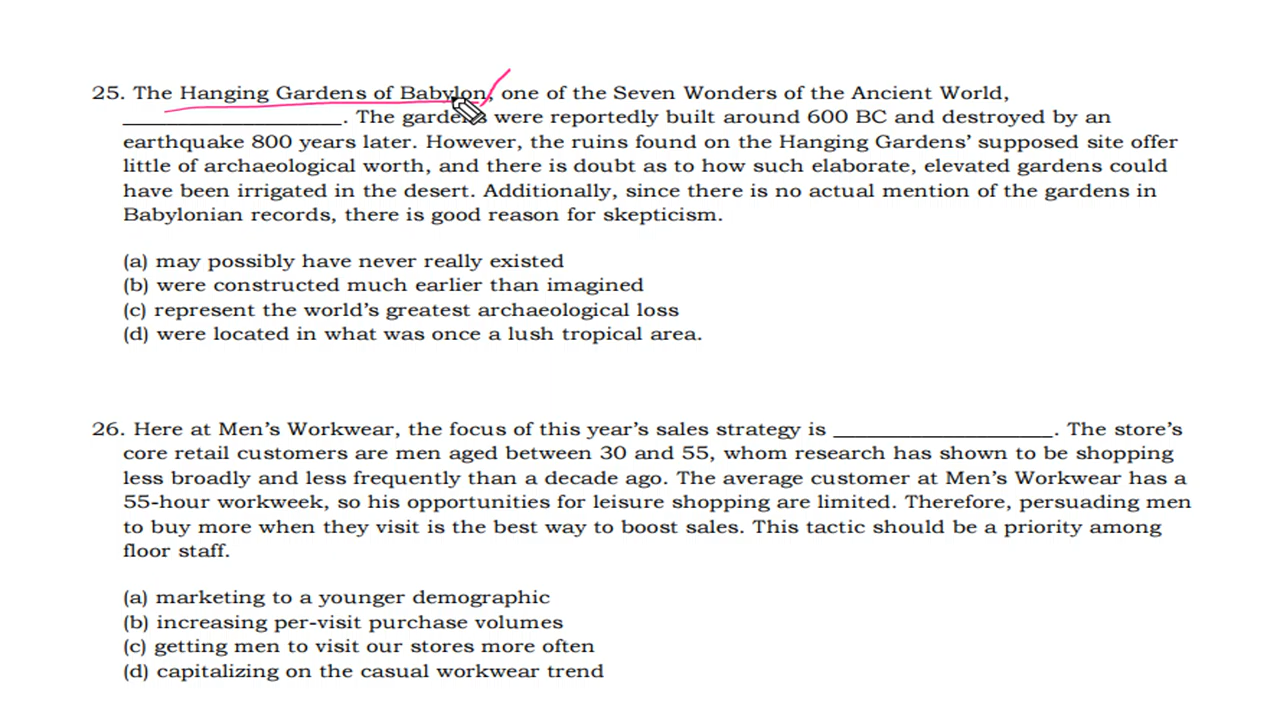 25. The Hanging Gardens of Babylon, one of the Seven Wonders of the Ancient World,
____________________. The gardens were reportedly built around 600 BC and destroyed by an
earthquake 800 years later. However, the ruins found on the Hanging Gardens’ supposed site offer
little of archaeological worth, and there is doubt as to how such elaborate, elevated gardens could
have been irrigated in the desert. Additionally, since there is no actual mention of the gardens in
Babylonian records, there is good reason for skepticism.
(a) may possibly have never really existed
(b) were constructed much earlier than imagined
(c) represent the world’s greatest archaeological loss
(d) were located in what was once a lush tropical area.
26. Here at Men’s Workwear, the focus of this year’s sales strategy is ____________________. The store’s
core retail customers are men aged between 30 and 55, whom research has shown to be shopping
less broadly and less frequently than a decade ago. The average customer at Men’s Workwear has a
55-hour workweek, so his opportunities for leisure shopping are limited. Therefore, persuading men
to buy more when they visit is the best way to boost sales. This tactic should be a priority among
floor staff.
(a) marketing to a younger demographic
(b) increasing per-visit purchase volumes
(c) getting men to visit our stores more often
(d) capitalizing on the casual workwear trend